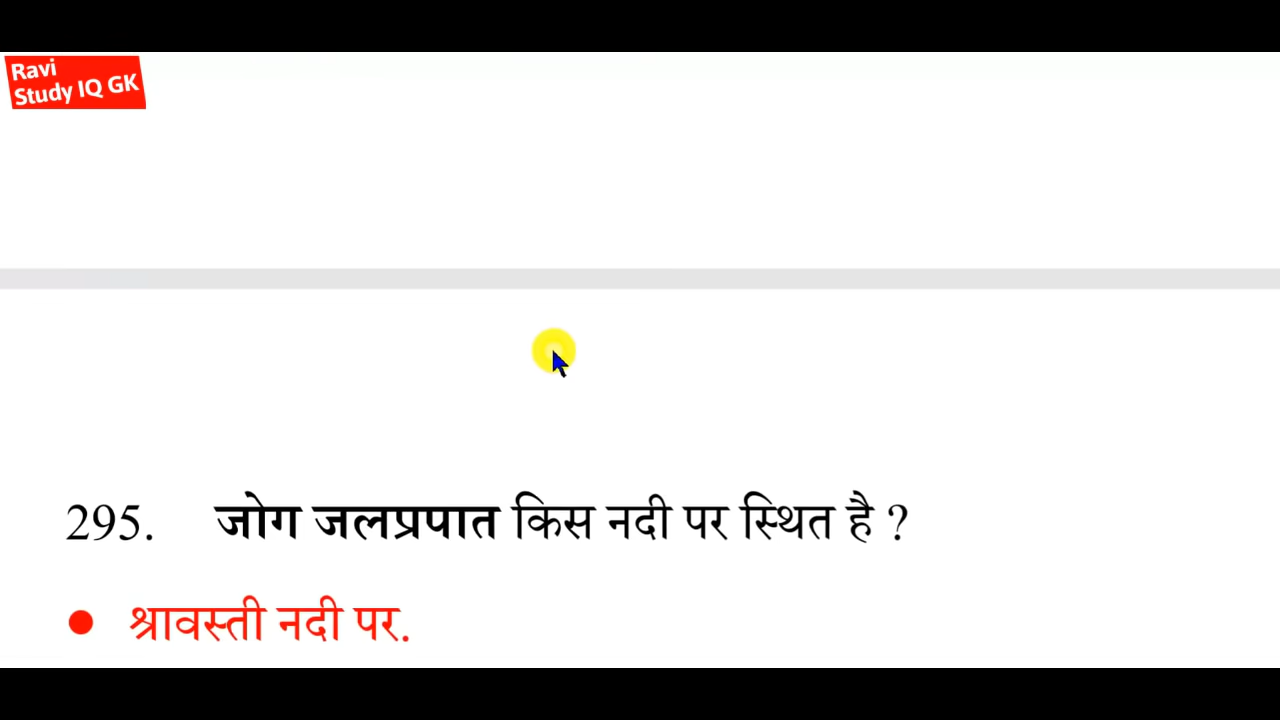 Ravi
Study IQ GK
295. जोग जलप्रपात किस नदी पर स्थित है ?
● श्रावस्ती नदी पर.